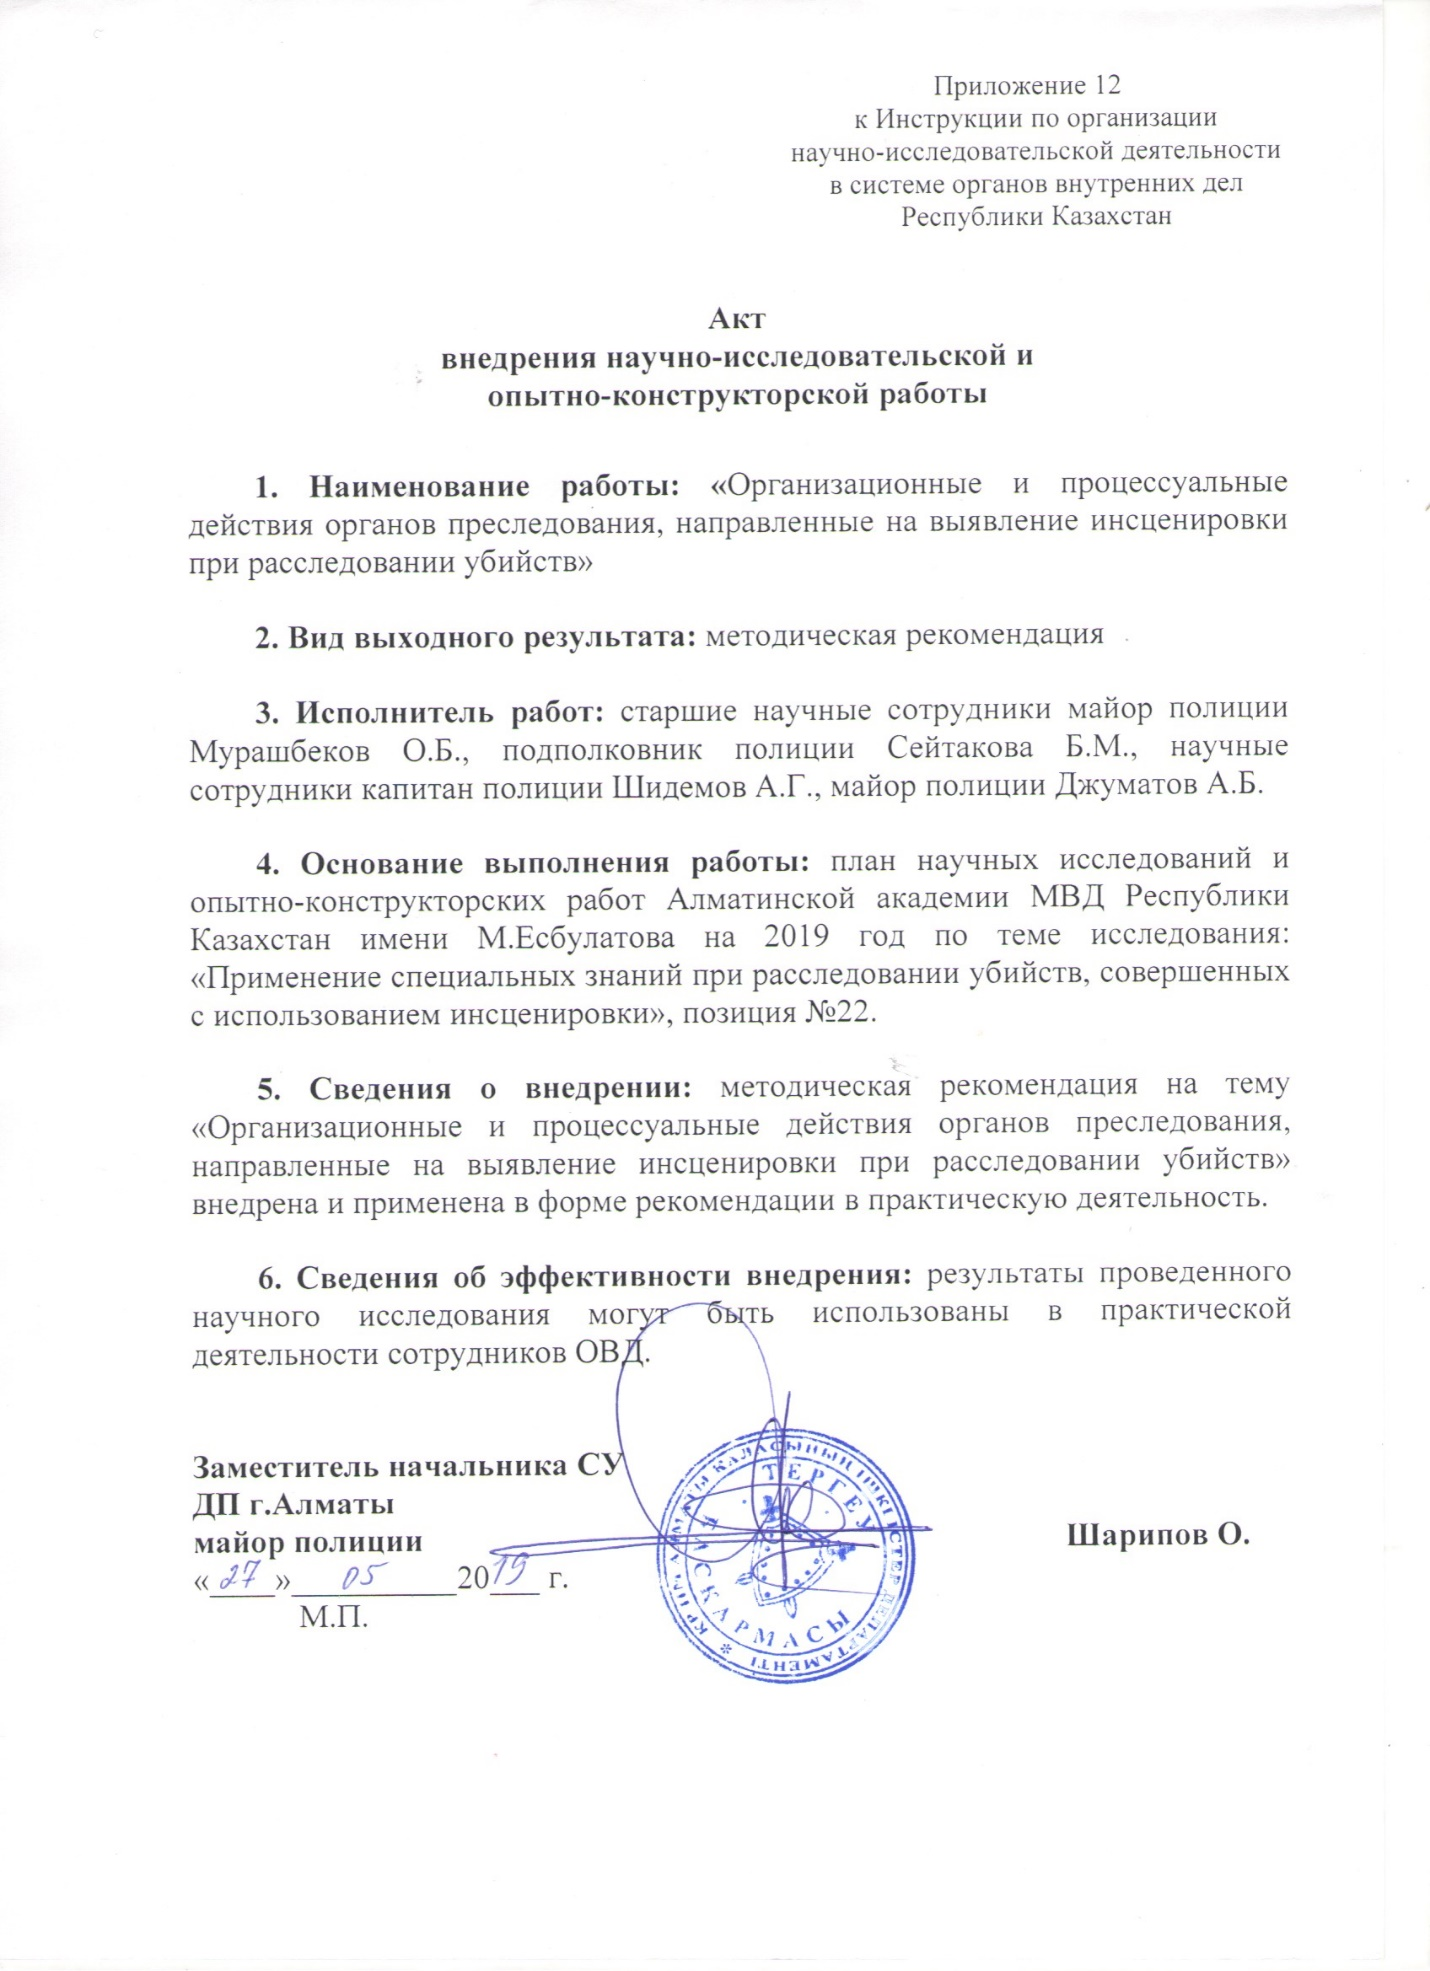 Приложение 12
к Инструкции по организации
научно-исследовательской деятельности
в системе органов внутренних дел
Республики Казахстан
Акт
внедрения научно-исследовательской и
опытно-конструкторской работы
1. Наименование работы: «Организационные и процессуальные
действия органов преследования, направленные на выявление инсценировки
при расследовании убийств»
2. Вид выходного результата: методическая рекомендация
3. Исполнитель работ: старшие научные сотрудники майор полиции
Мурашбеков О.Б., подполковник полиции Сейтакова Б.М., научные
сотрудники капитан полиции Шидемов А.Г., майор полиции Джуматов А.Б.
4. Основание выполнения работы: план научных исследований и
опытно-конструкторских работ Алматинской академии МВД Республики
Казахстан имени М.Есбулатова на 2019 год по теме исследования:
«Применение специальных знаний при расследовании убийств, совершенных
с использованием инсценировки», позиция №22.
5. Сведения о внедрении: методическая рекомендация на тему
«Организационные и процессуальные действия органов преследования,
направленные на выявление инсценировки при расследовании убийств»
внедрена и применена в форме рекомендации в практическую деятельность.
6. Сведения об эффективности внедрения: результаты проведенного
научного исследования могут быть использованы в практической
деятельности сотрудников ОВД.
Заместитель начальника СУ
ДП г.Алматы
майор полиции Шарипов О.
«27» 05 2019 г.
М.П.
ТЕРГЕУ
БАСҚАРМАСЫ
ҚАЛАСЫНЫҢ ІШКІ ІСТЕР ДЕПАРТАМЕНТІ